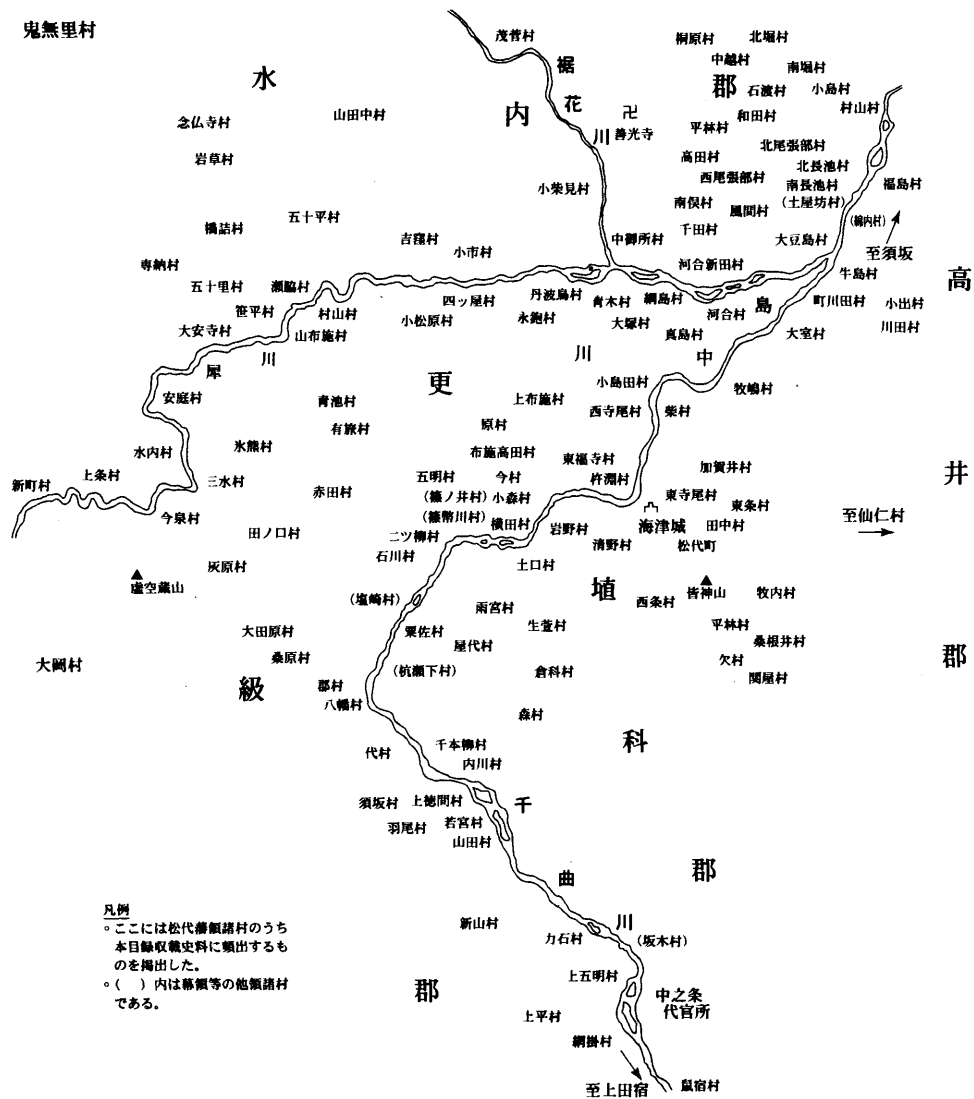 鬼無里村
茂菅村
桐原村
北堀村
中越村
南堀村
水
内
郡
裾花川
石渡村
小島村
村山村
念仏寺村
山田中村
卍
善光寺
平林村
和田村
岩草村
高田村
北尾張部村
北長池村
西尾張部村
南長池村
福島村
小柴見村
南俣村
風間村
(土屋坊村)
(綿内村)
橋詰村
五十平村
吉窪村
小市村
中御所村
千田村
大豆島村
至須坂
専納村
河合新田村
牛島村
高
井
郡
五十里村
瀬脇村
四ッ屋村
丹波島村
青木村
綱島村
町川田村
小出村
笹平村
村山村
小松原村
永鉋村
大塚村
河合村
島
川田村
大安寺村
山布施村
真島村
大室村
犀
川
川
中
安庭村
青池村
更
上布施村
小島田村
牧嶋村
西寺尾村
柴村
有旅村
原村
氷熊村
布施高田村
水内村
東福寺村
加賀井村
上条村
新町村
三水村
五明村
今村
杵淵村
赤田村
(篠ノ井村)
小森村
東寺尾村
東条村
今泉村
(篠幣川村)
横田村
海津城
田中村
至仙仁村
田ノ口村
二ツ柳村
岩野村
清野村
松代町
石川村
土口村
灰原村
虚空蔵山
(塩崎村)
雨宮村
埴
西条村
皆神山
牧内村
大田原村
粟佐村
生萱村
平林村
桑根井村
大岡村
桑原村
屋代村
(杭瀬下村)
倉科村
欠村
関屋村
級
郡村
八幡村
森村
科
代村
千本柳村
内川村
須坂村
上徳間村
千
羽尾村
若宮村
山田村
曲
郡
川
新山村
力石村
(坂木村)
郡
上五明村
中之条
代官所
上平村
網掛村
至上田宿
鼠宿村
凡例
○ここには松代藩領諸村のうち
本目録収載史料に頻出するも
のを掲出した。
○(　)内は幕領等の他領諸村
である。